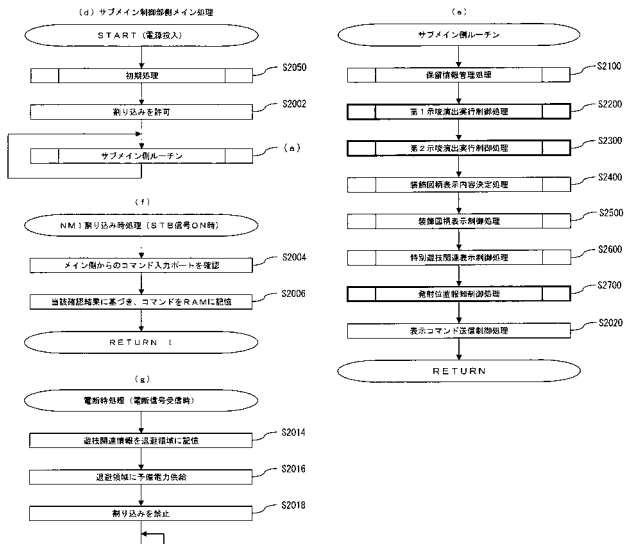 (d) サブメイン制御部側メイン処理
START (電源投入)
初期処理
S2050
割り込みを許可
S2002
サブメイン側ルーチン
(e)
(f)
NMI割り込み時処理 (STB信号ON時)
メイン側からのコマンド入力ポートを確認
S2004
当該確認結果に基づき、コマンドをRAMに記憶
S2006
RETURN
(g)
電断時処理 (電断信号受信時)
遊技関連情報を退避領域に記憶
S2014
退避領域に予備電力供給
S2016
割り込みを禁止
S2018
(e)
サブメイン側ルーチン
保留情報管理処理
S2100
第1示唆演出実行制御処理
S2200
第2示唆演出実行制御処理
S2300
装飾図柄表示内容決定処理
S2400
装飾図柄表示制御処理
S2500
特別遊技関連表示制御処理
S2600
発射位置報知制御処理
S2700
表示コマンド送信制御処理
S2020
RETURN